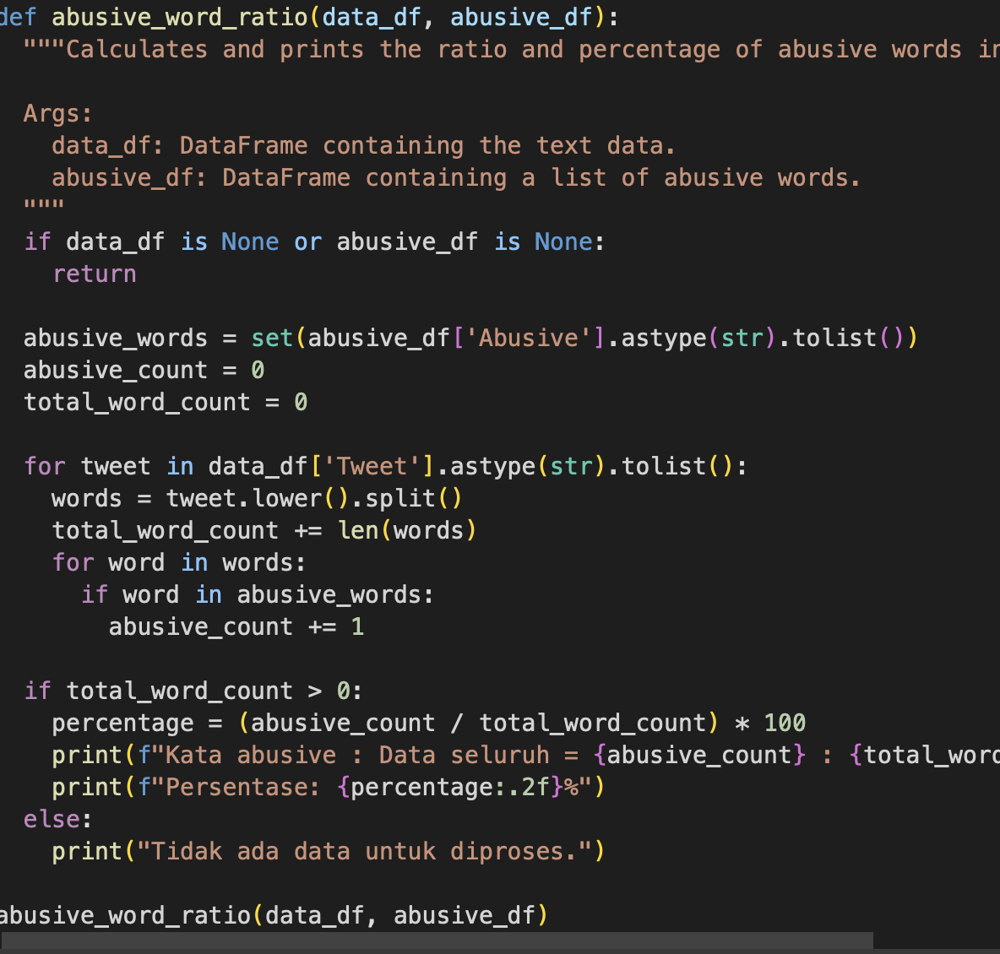 def abusive_word_ratio(data_df, abusive_df):
  """Calculates and prints the ratio and percentage of abusive words in

  Args:
    data_df: DataFrame containing the text data.
    abusive_df: DataFrame containing a list of abusive words.
  """
  if data_df is None or abusive_df is None:
    return

  abusive_words = set(abusive_df['Abusive'].astype(str).tolist())
  abusive_count = 0
  total_word_count = 0

  for tweet in data_df['Tweet'].astype(str).tolist():
    words = tweet.lower().split()
    total_word_count += len(words)
    for word in words:
      if word in abusive_words:
        abusive_count += 1

  if total_word_count > 0:
    percentage = (abusive_count / total_word_count) * 100
    print(f"Kata abusive : Data seluruh = {abusive_count} : {total_word
    print(f"Persentase: {percentage:.2f}%")
  else:
    print("Tidak ada data untuk diproses.")

abusive_word_ratio(data_df, abusive_df)